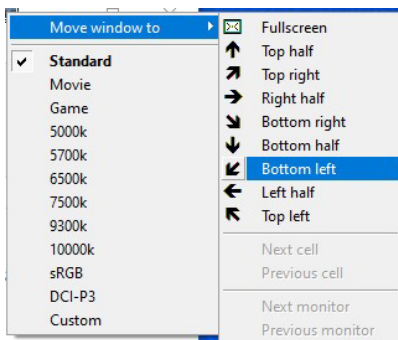 Move window to
Standard
Movie
Game
5000k
5700k
6500k
7500k
9300k
10000k
sRGB
DCI-P3
Custom
Fullscreen
Top half
Top right
Right half
Bottom right
Bottom half
Bottom left
Left half
Top left
Next cell
Previous cell
Next monitor
Previous monitor